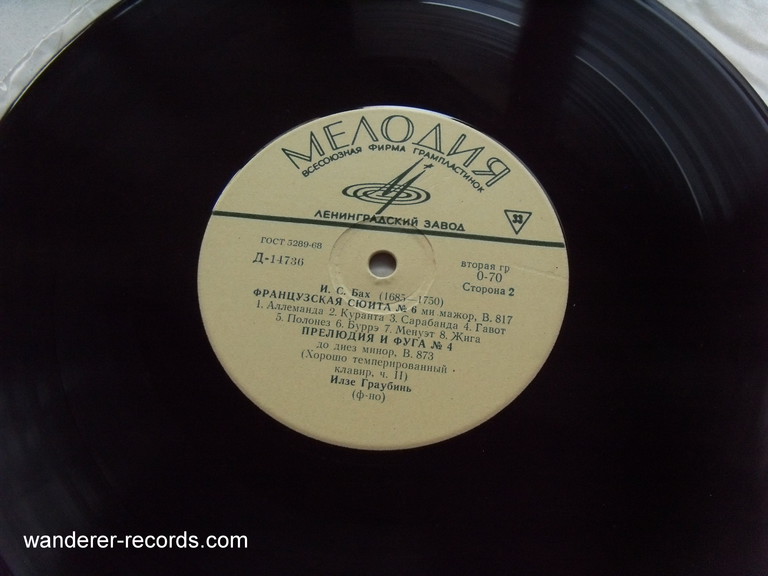 МЕЛОДИЯ
ВСЕСОЮЗНАЯ ФИРМА ГРАМПЛАСТИНОК
ЛЕНИНГРАДСКИЙ ЗАВОД
33
ГОСТ 5289-68
Д-14736
вторая гр
0-70
Сторона 2
И. С. Бах (1685—1750)
ФРАНЦУЗСКАЯ СЮИТА № 6 ми мажор, В. 817
1. Аллеманда 2. Куранта 3. Сарабанда 4. Гавот
5. Полонез 6. Буррэ 7. Менуэт 8. Жига
ПРЕЛЮДИЯ И ФУГА № 4
до диез минор, В. 873
(Хорошо темперированный
клавир, ч. II)
Илзе Граубинь
(ф-по)
wanderer-records.com